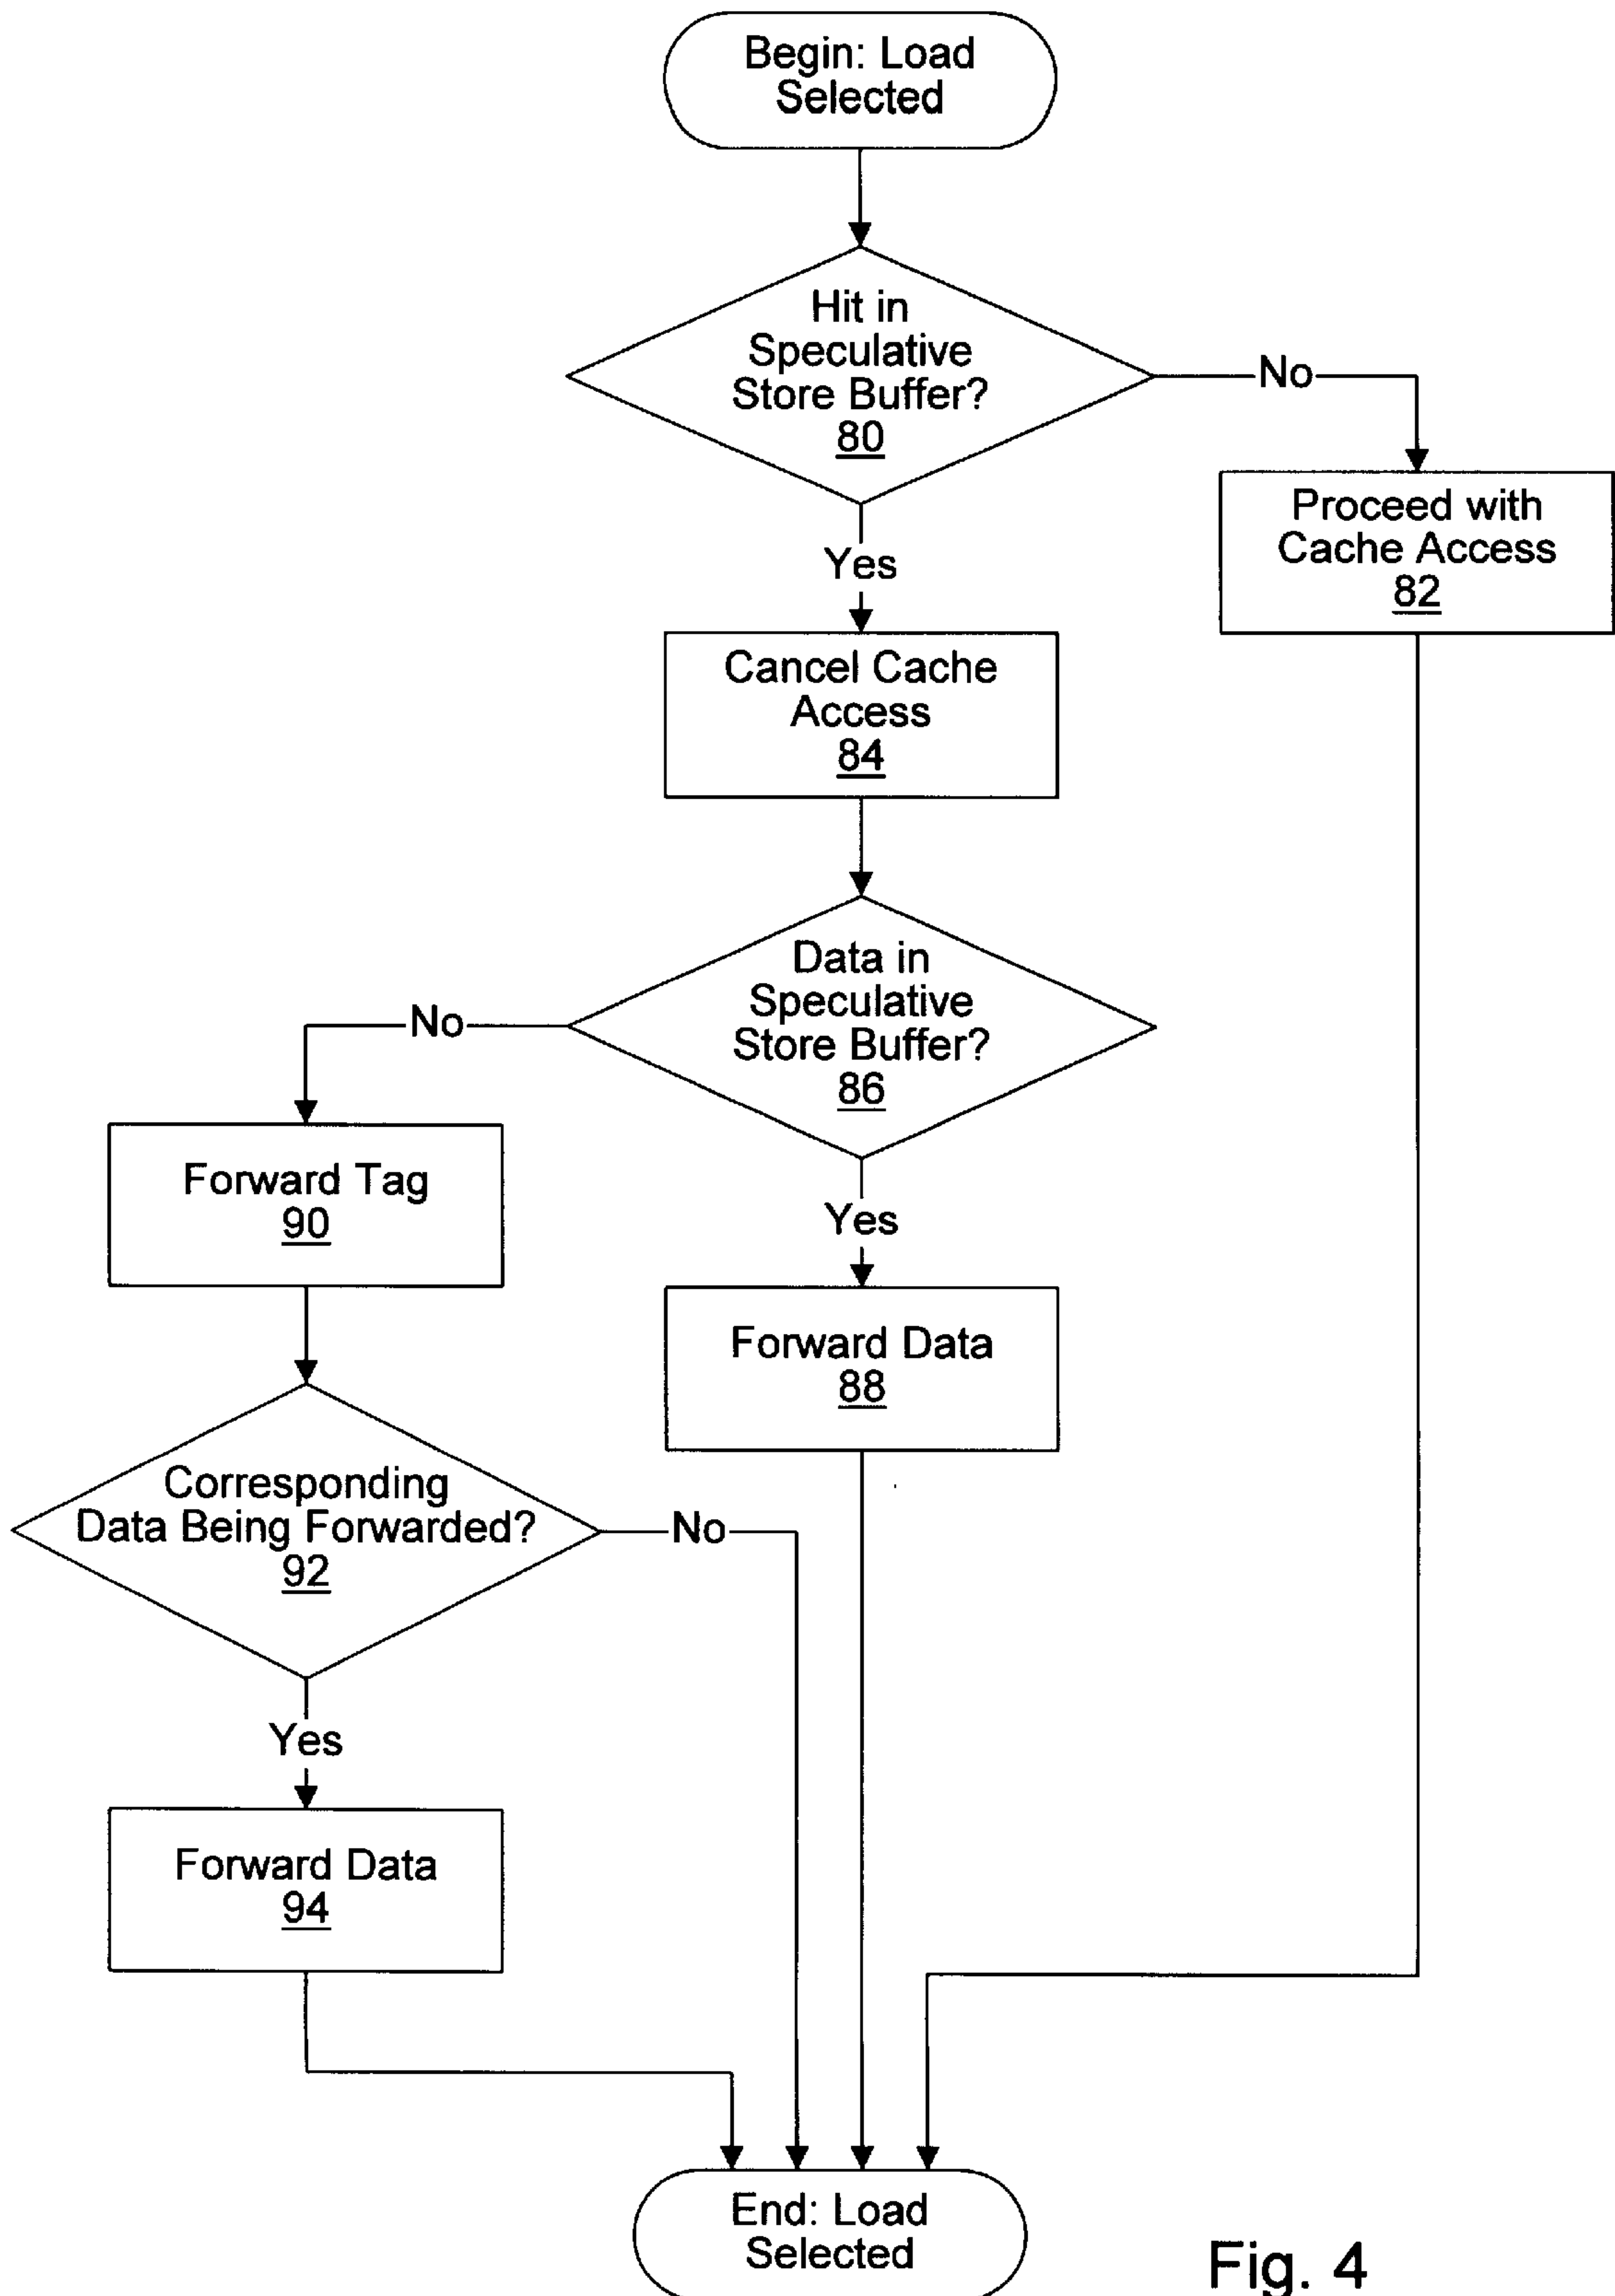 Begin: Load
Selected
Hit in
Speculative
Store Buffer?
80
No
Proceed with
Cache Access
82
Yes
Cancel Cache
Access
84
Data in
Speculative
Store Buffer?
86
No
Forward Tag
90
Yes
Forward Data
88
Corresponding
Data Being Forwarded?
92
No
Yes
Forward Data
94
End: Load
Selected
Fig. 4